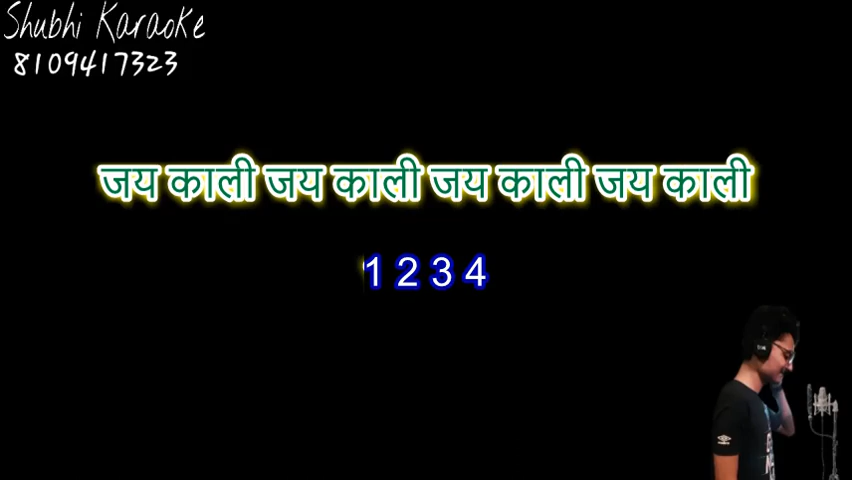 Shubhi Karaoke
8109417323
जय काली जय काली जय काली जय काली
1 2 3 4